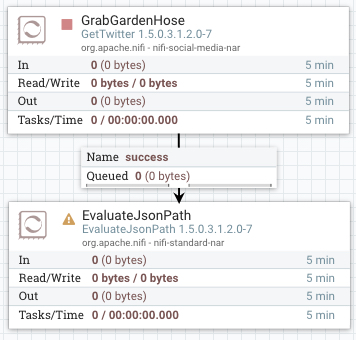 GrabGardenHose
GetTwitter 1.5.0.3.1.2.0-7
org.apache.nifi - nifi-social-media-nar
In 0 (0 bytes) 5 min
Read/Write 0 bytes / 0 bytes 5 min
Out 0 (0 bytes) 5 min
Tasks/Time 0 / 00:00:00.000 5 min
Name success
Queued 0 (0 bytes)
EvaluateJsonPath
EvaluateJsonPath 1.5.0.3.1.2.0-7
org.apache.nifi - nifi-standard-nar
In 0 (0 bytes) 5 min
Read/Write 0 bytes / 0 bytes 5 min
Out 0 (0 bytes) 5 min
Tasks/Time 0 / 00:00:00.000 5 min